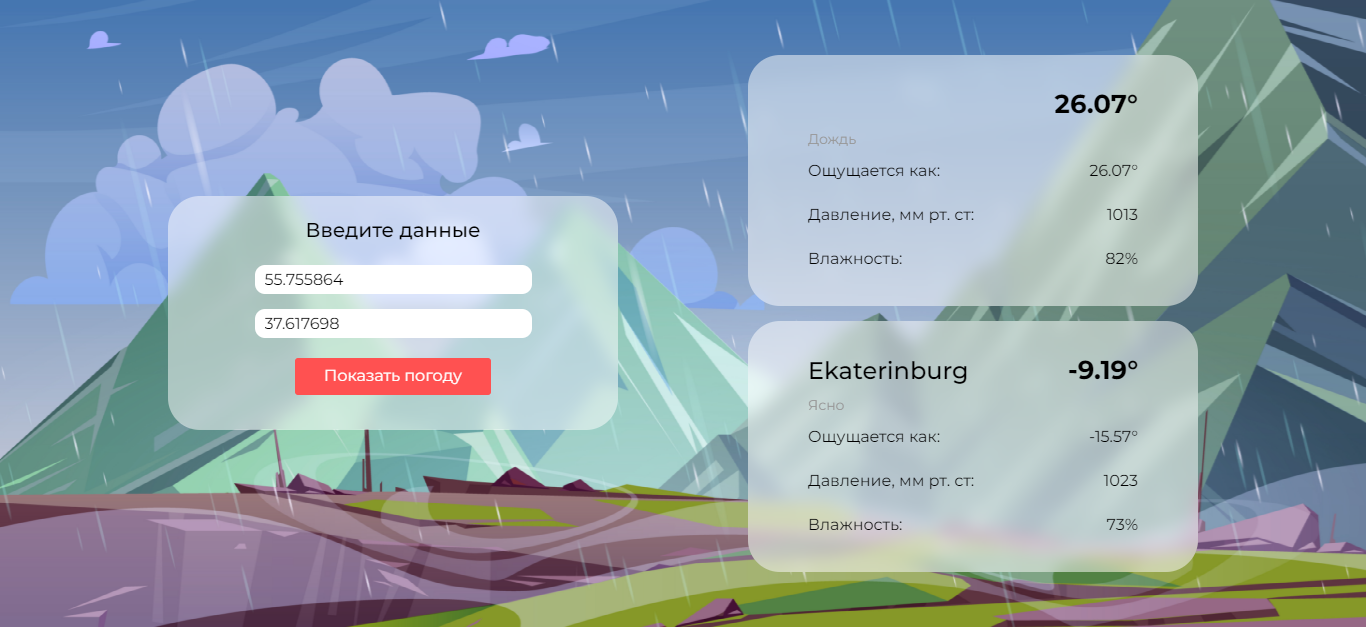 Введите данные
55.755864
37.617698
Показать погоду
26.07°
Дождь
Ощущается как: 26.07°
Давление, мм рт. ст: 1013
Влажность: 82%
Ekaterinburg -9.19°
Ясно
Ощущается как: -15.57°
Давление, мм рт. ст: 1023
Влажность: 73%